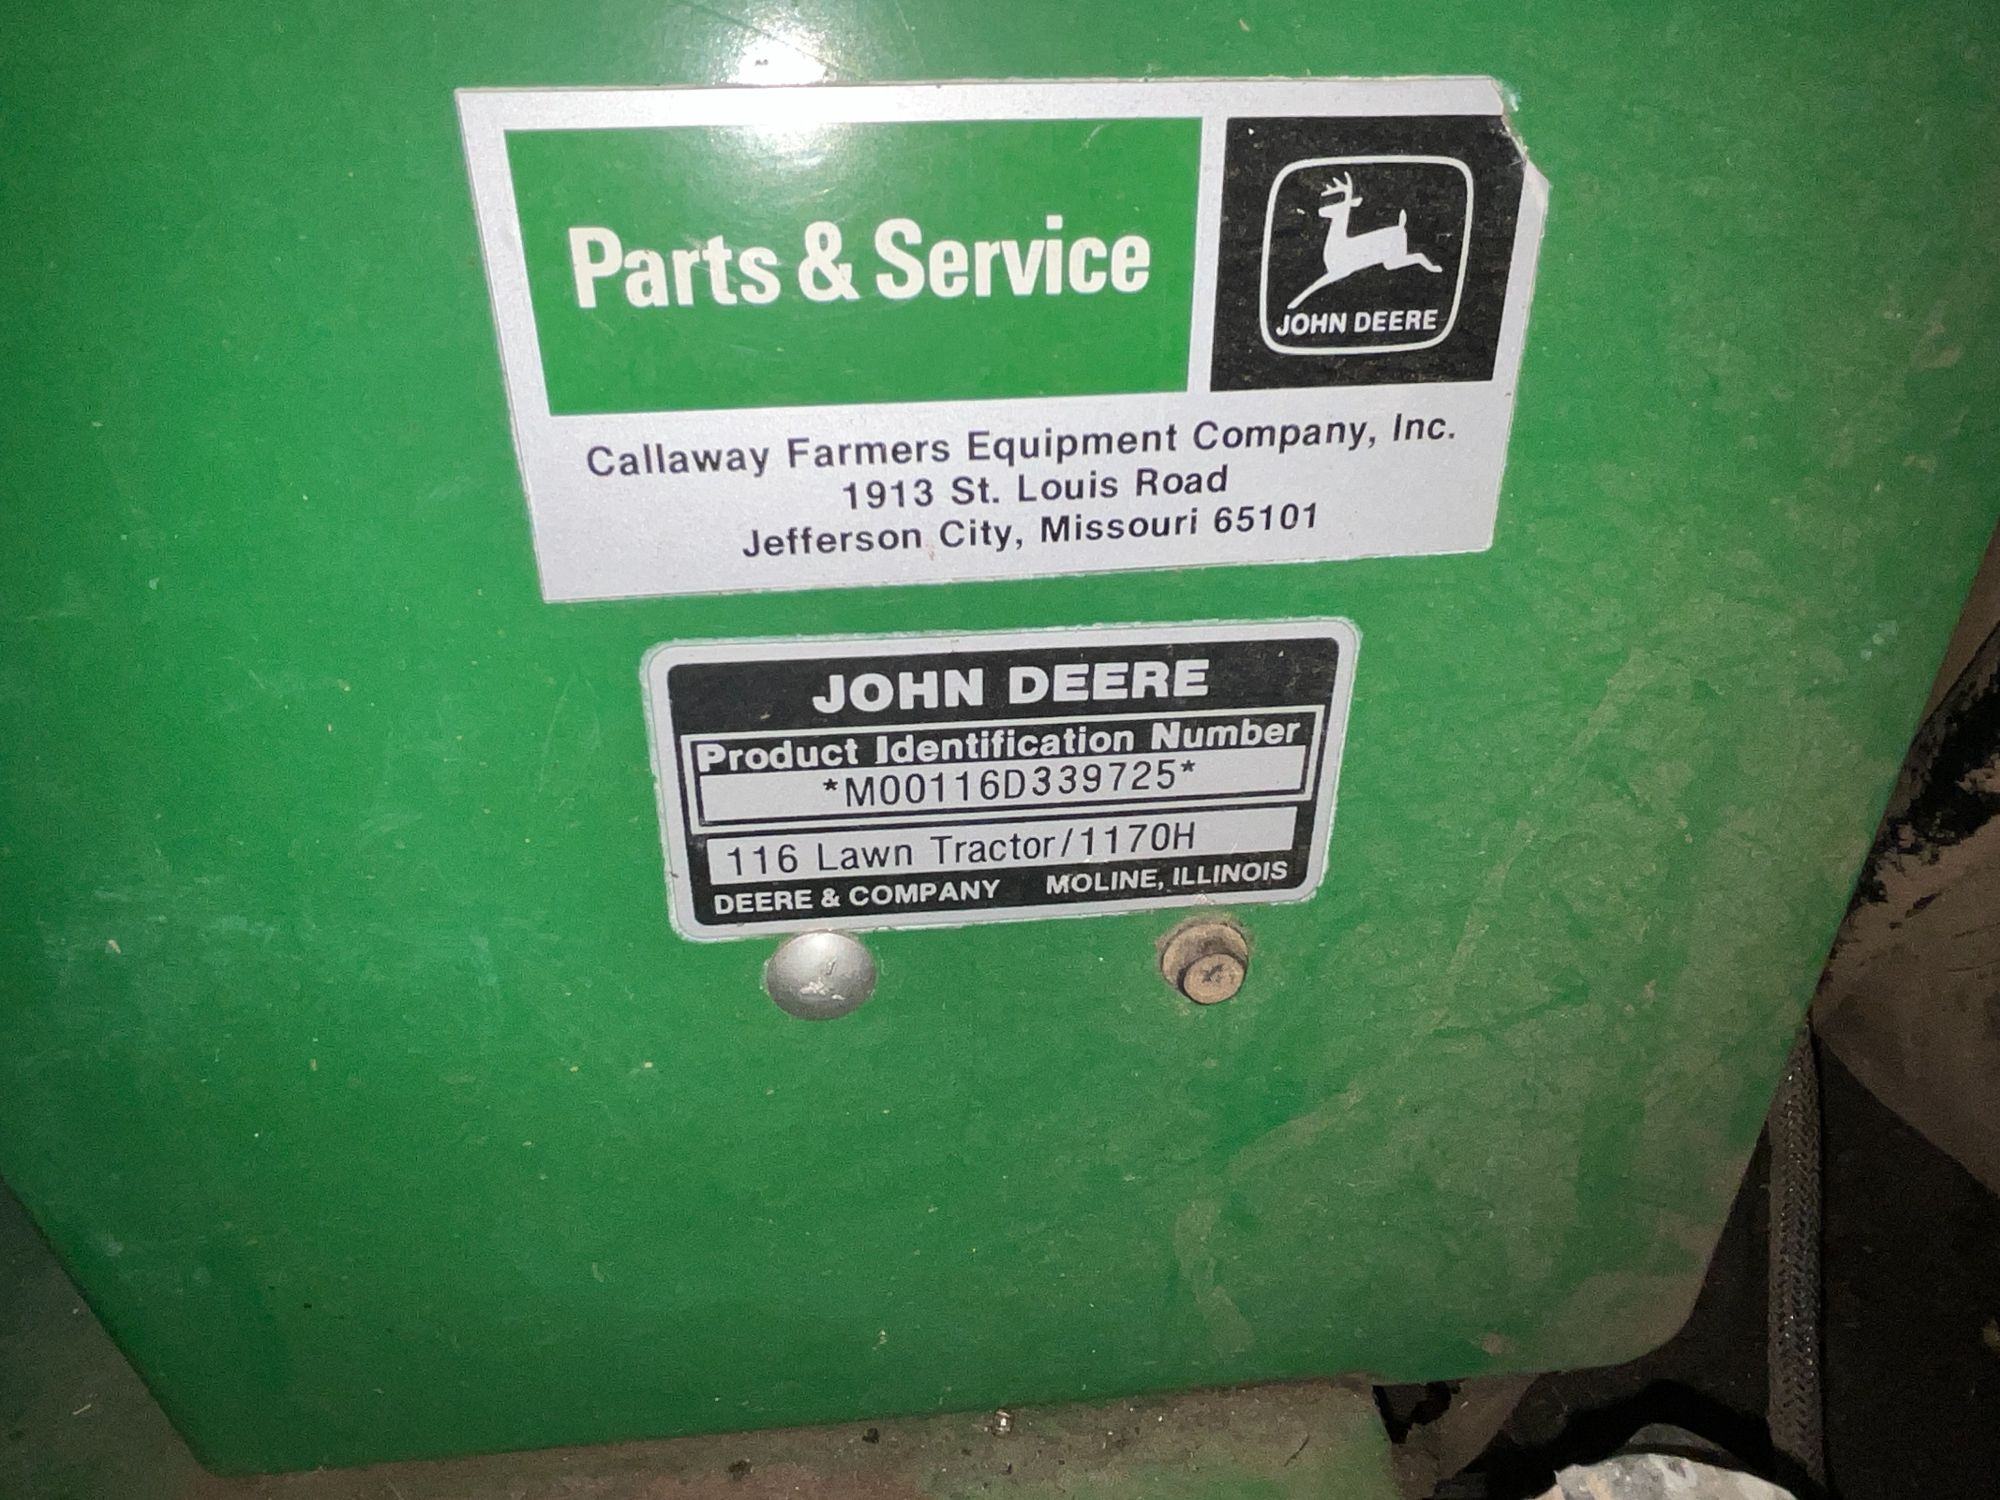 Parts & Service
JOHN DEERE
Callaway Farmers Equipment Company, Inc.
1913 St. Louis Road
Jefferson City, Missouri 65101
JOHN DEERE
Product Identification Number
*M00116D339725*
116 Lawn Tractor/1170H
DEERE & COMPANY MOLINE, ILLINOIS